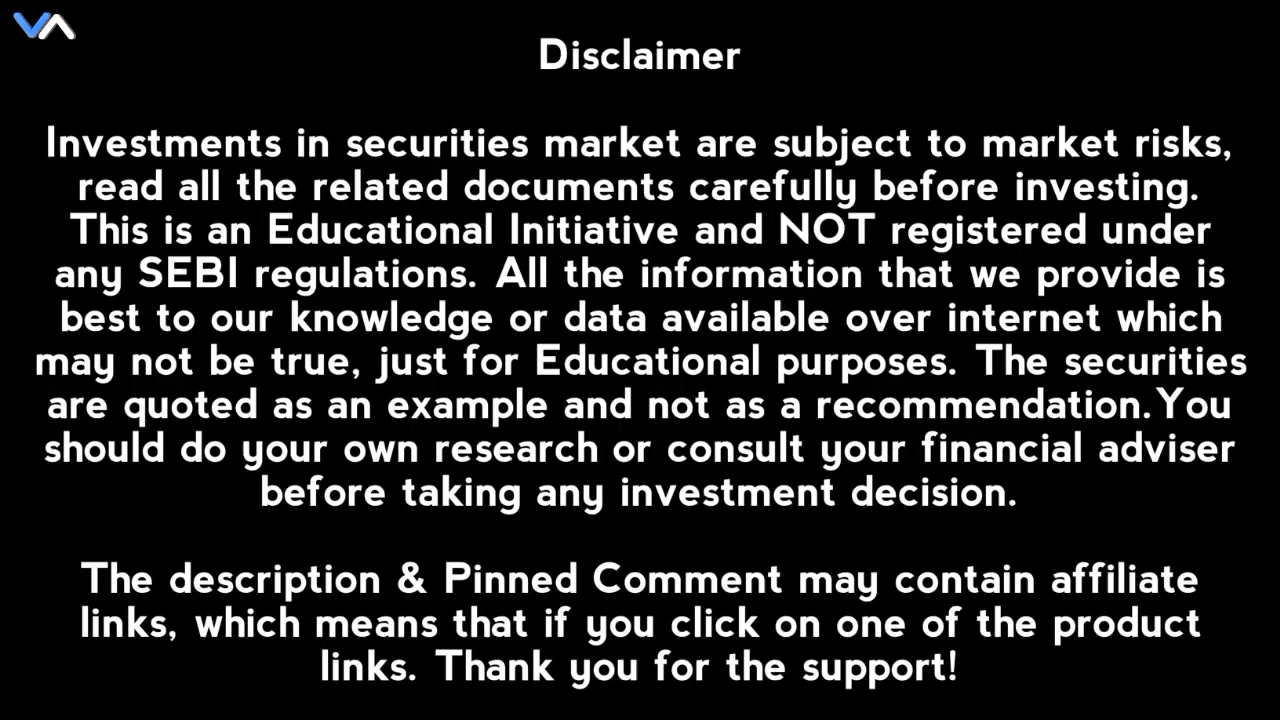 VA
Disclaimer
Investments in securities market are subject to market risks,
read all the related documents carefully before investing.
This is an Educational Initiative and NOT registered under
any SEBI regulations. All the information that we provide is
best to our knowledge or data available over internet which
may not be true, just for Educational purposes. The securities
are quoted as an example and not as a recommendation.You
should do your own research or consult your financial adviser
before taking any investment decision.
The description & Pinned Comment may contain affiliate
links, which means that if you click on one of the product
links. Thank you for the support!